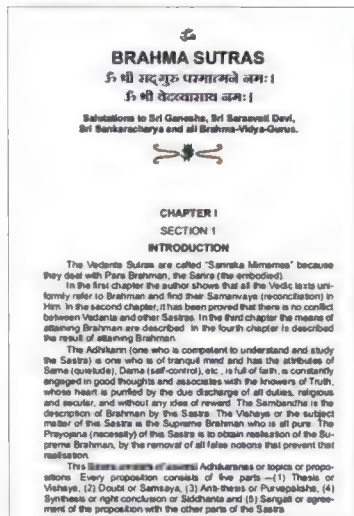 ॐ
BRAHMA SUTRAS
ॐ श्री सद्गुरु परमात्मने नमः।
ॐ श्री वेदव्यासाय नमः।
Salutations to Sri Ganesha, Sri Sarasvati Devi,
Sri Sankaracharya and all Brahma-Vidya-Gurus.
CHAPTER I
SECTION 1
INTRODUCTION
The Vedanta Sutras are called "Sariraka Mimamsa" because
they deal with Para Brahman, the Sarira (the embodied).
In the first chapter the author shows that all the Vedic texts uni-
formly refer to Brahman and find their Samanvaya (reconciliation) in
Him. In the second chapter, it has been proved that there is no conflict
between Vedanta and other Sastras. In the third chapter the means of
attaining Brahman are described. In the fourth chapter is described
the result of attaining Brahman.
The Adhikarin (one who is competent to understand and study
the Sastra) is one who is of tranquil mind and has the attributes of
Sama (quietude), Dama (self-control), etc., is full of faith, is constantly
engaged in good thoughts and associates with the knowers of Truth,
whose heart is purified by the due discharge of all duties, religious
and secular, and without any idea of reward. The Sambandha is the
description of Brahman by this Sastra. The Vishaya or the subject
matter of this Sastra is the Supreme Brahman who is all pure. The
Prayojana (necessity) of this Sastra is to obtain realisation of the Su-
preme Brahman, by the removal of all false notions that prevent that
realisation.
This Adhikaranas or topics or propo-
sitions. Every proposition consists of five parts:—(1) Thesis or
Vishaya, (2) Doubt or Samsaya, (3) Anti-thesis or Purvapaksha, (4)
Synthesis or right conclusion or Siddhanta and (5) Sangati or agree-
ment of the proposition with the other parts of the Sastra.